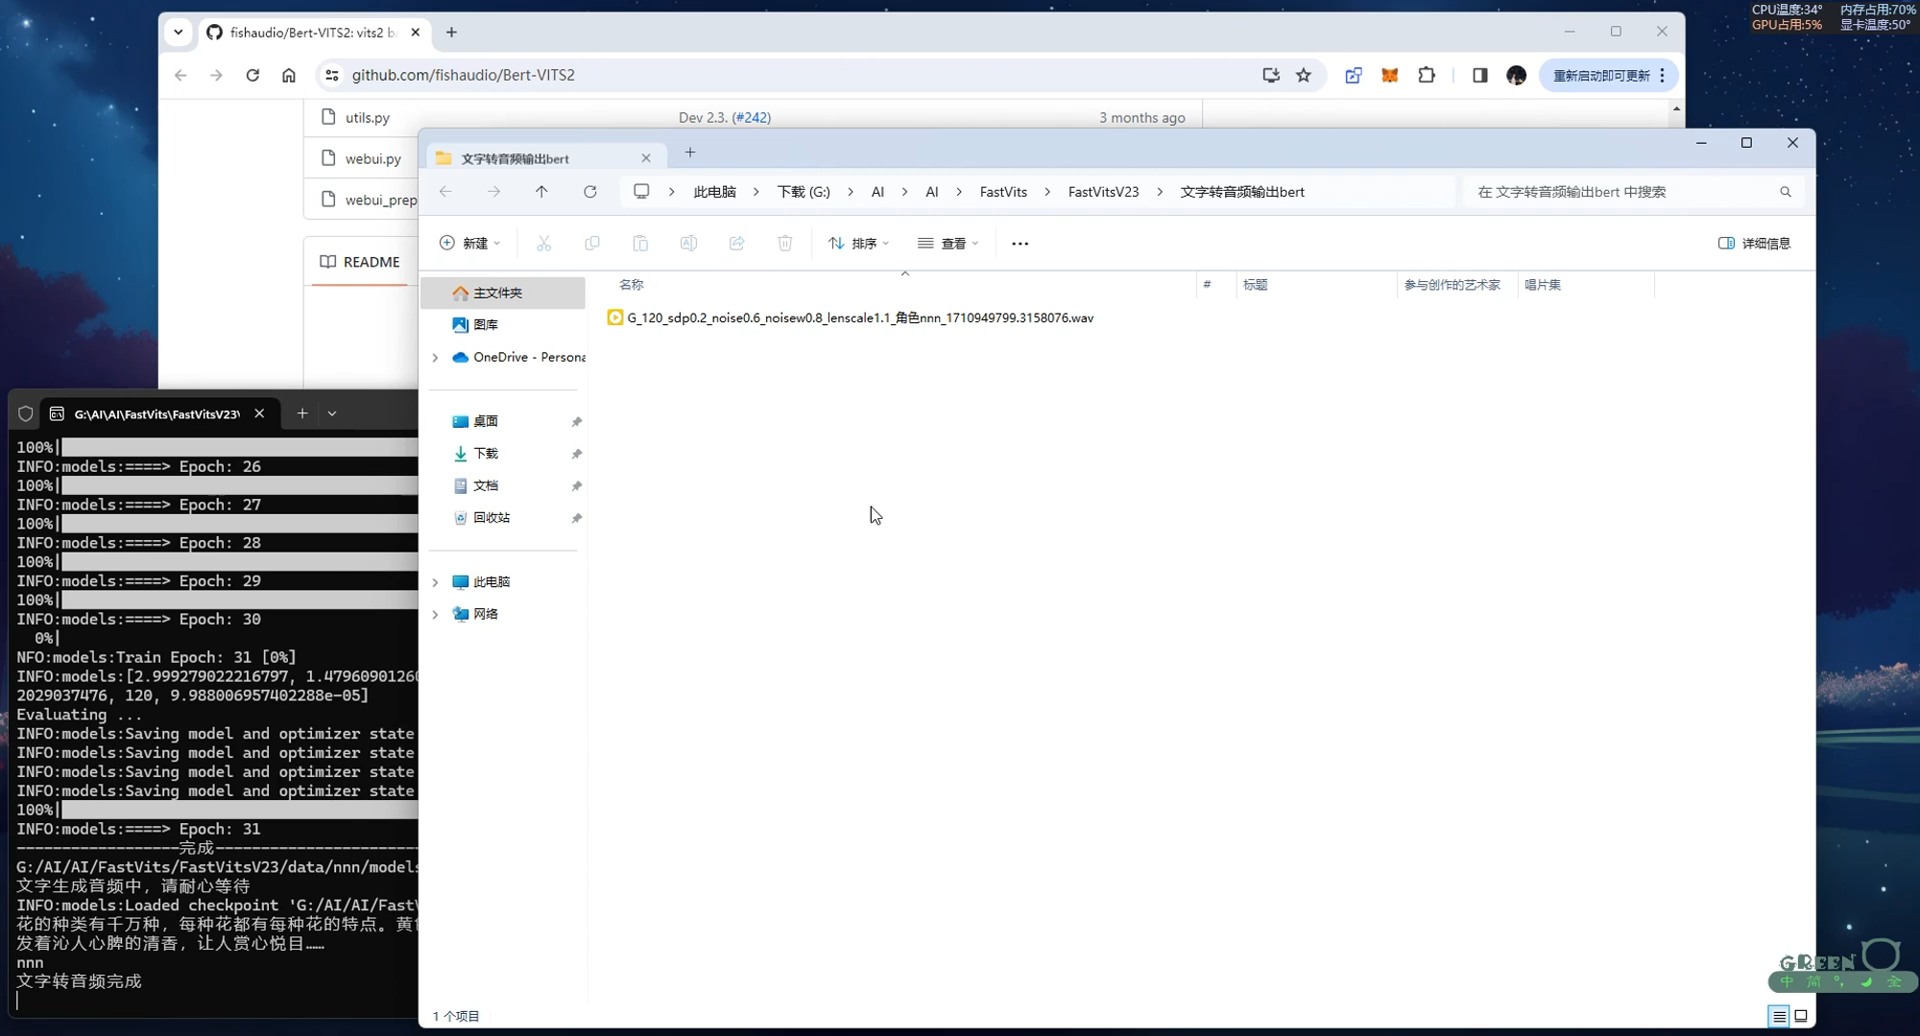 CPU温度:34° 内存占用:70%
GPU占用:5% 显卡温度:50°
fishaudio/Bert-VITS2: vits2 b
github.com/fishaudio/Bert-VITS2
重新启动即可更新
utils.py Dev 2.3. (#242) 3 months ago
webui.py
webui_prep
README
文字转音频输出bert
此电脑 下载 (G:) AI AI FastVits FastVitsV23 文字转音频输出bert
在 文字转音频输出bert 中搜索
新建 排序 查看 详细信息
名称 # 标题 参与创作的艺术家 唱片集
G_120_sdp0.2_noise0.6_noisew0.8_lenscale1.1_角色nnn_1710949799.3158076.wav
主文件夹
图库
OneDrive - Persona
桌面
下载
文档
回收站
此电脑
网络
1 个项目
G:\AI\AI\FastVits\FastVitsV23\
100%|
INFO:models:====> Epoch: 26
100%|
INFO:models:====> Epoch: 27
100%|
INFO:models:====> Epoch: 28
100%|
INFO:models:====> Epoch: 29
100%|
INFO:models:====> Epoch: 30
0%|
NFO:models:Train Epoch: 31 [0%]
INFO:models:[2.999279022216797, 1.4796090126
2029037476, 120, 9.988006957402288e-05]
Evaluating ...
INFO:models:Saving model and optimizer state
INFO:models:Saving model and optimizer state
INFO:models:Saving model and optimizer state
INFO:models:Saving model and optimizer state
100%|
INFO:models:====> Epoch: 31
------------------完成----------------------
G:/AI/AI/FastVits/FastVitsV23/data/nnn/models
文字生成音频中，请耐心等待
INFO:models:Loaded checkpoint 'G:/AI/AI/FastV
花的种类有千万种，每种花都有每种花的特点。黄
发着沁人心脾的清香，让人赏心悦目……
nnn
文字转音频完成
GREEN
中 简 °, 全